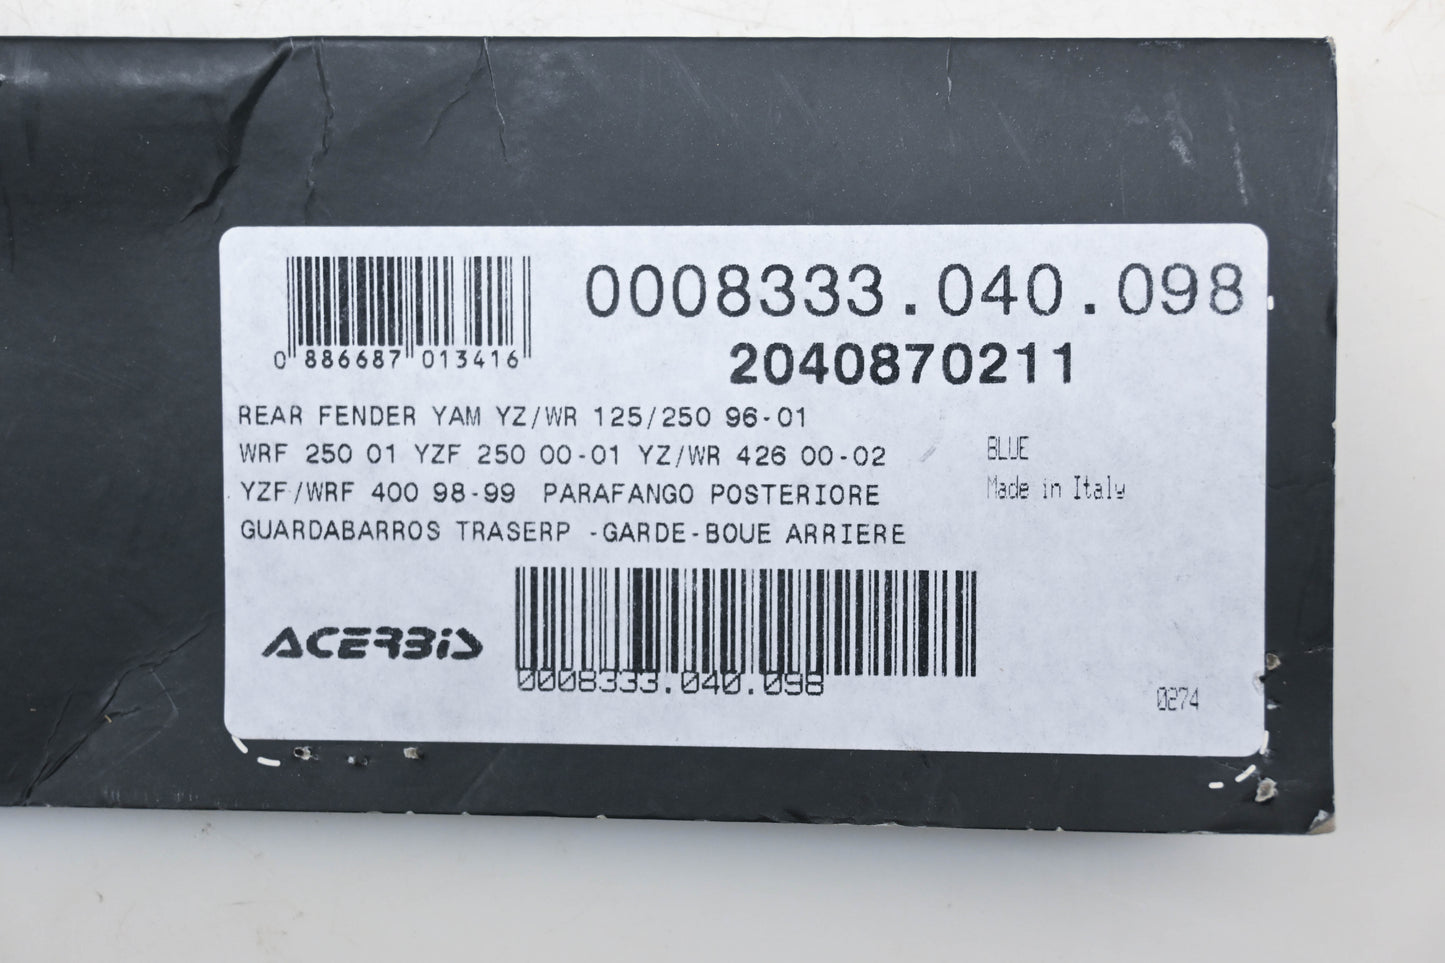 0008333.040.098
0 886687 013416
2040870211
REAR FENDER YAM YZ/WR 125/250 96-01
WRF 250 01 YZF 250 00-01 YZ/WR 426 00-02
BLUE
YZF/WRF 400 98-99 PARAFANGO POSTERIORE
Made in Italy
GUARDABARROS TRASERP -GARDE-BOUE ARRIERE
ACERBIS
0008333.040.098
0274